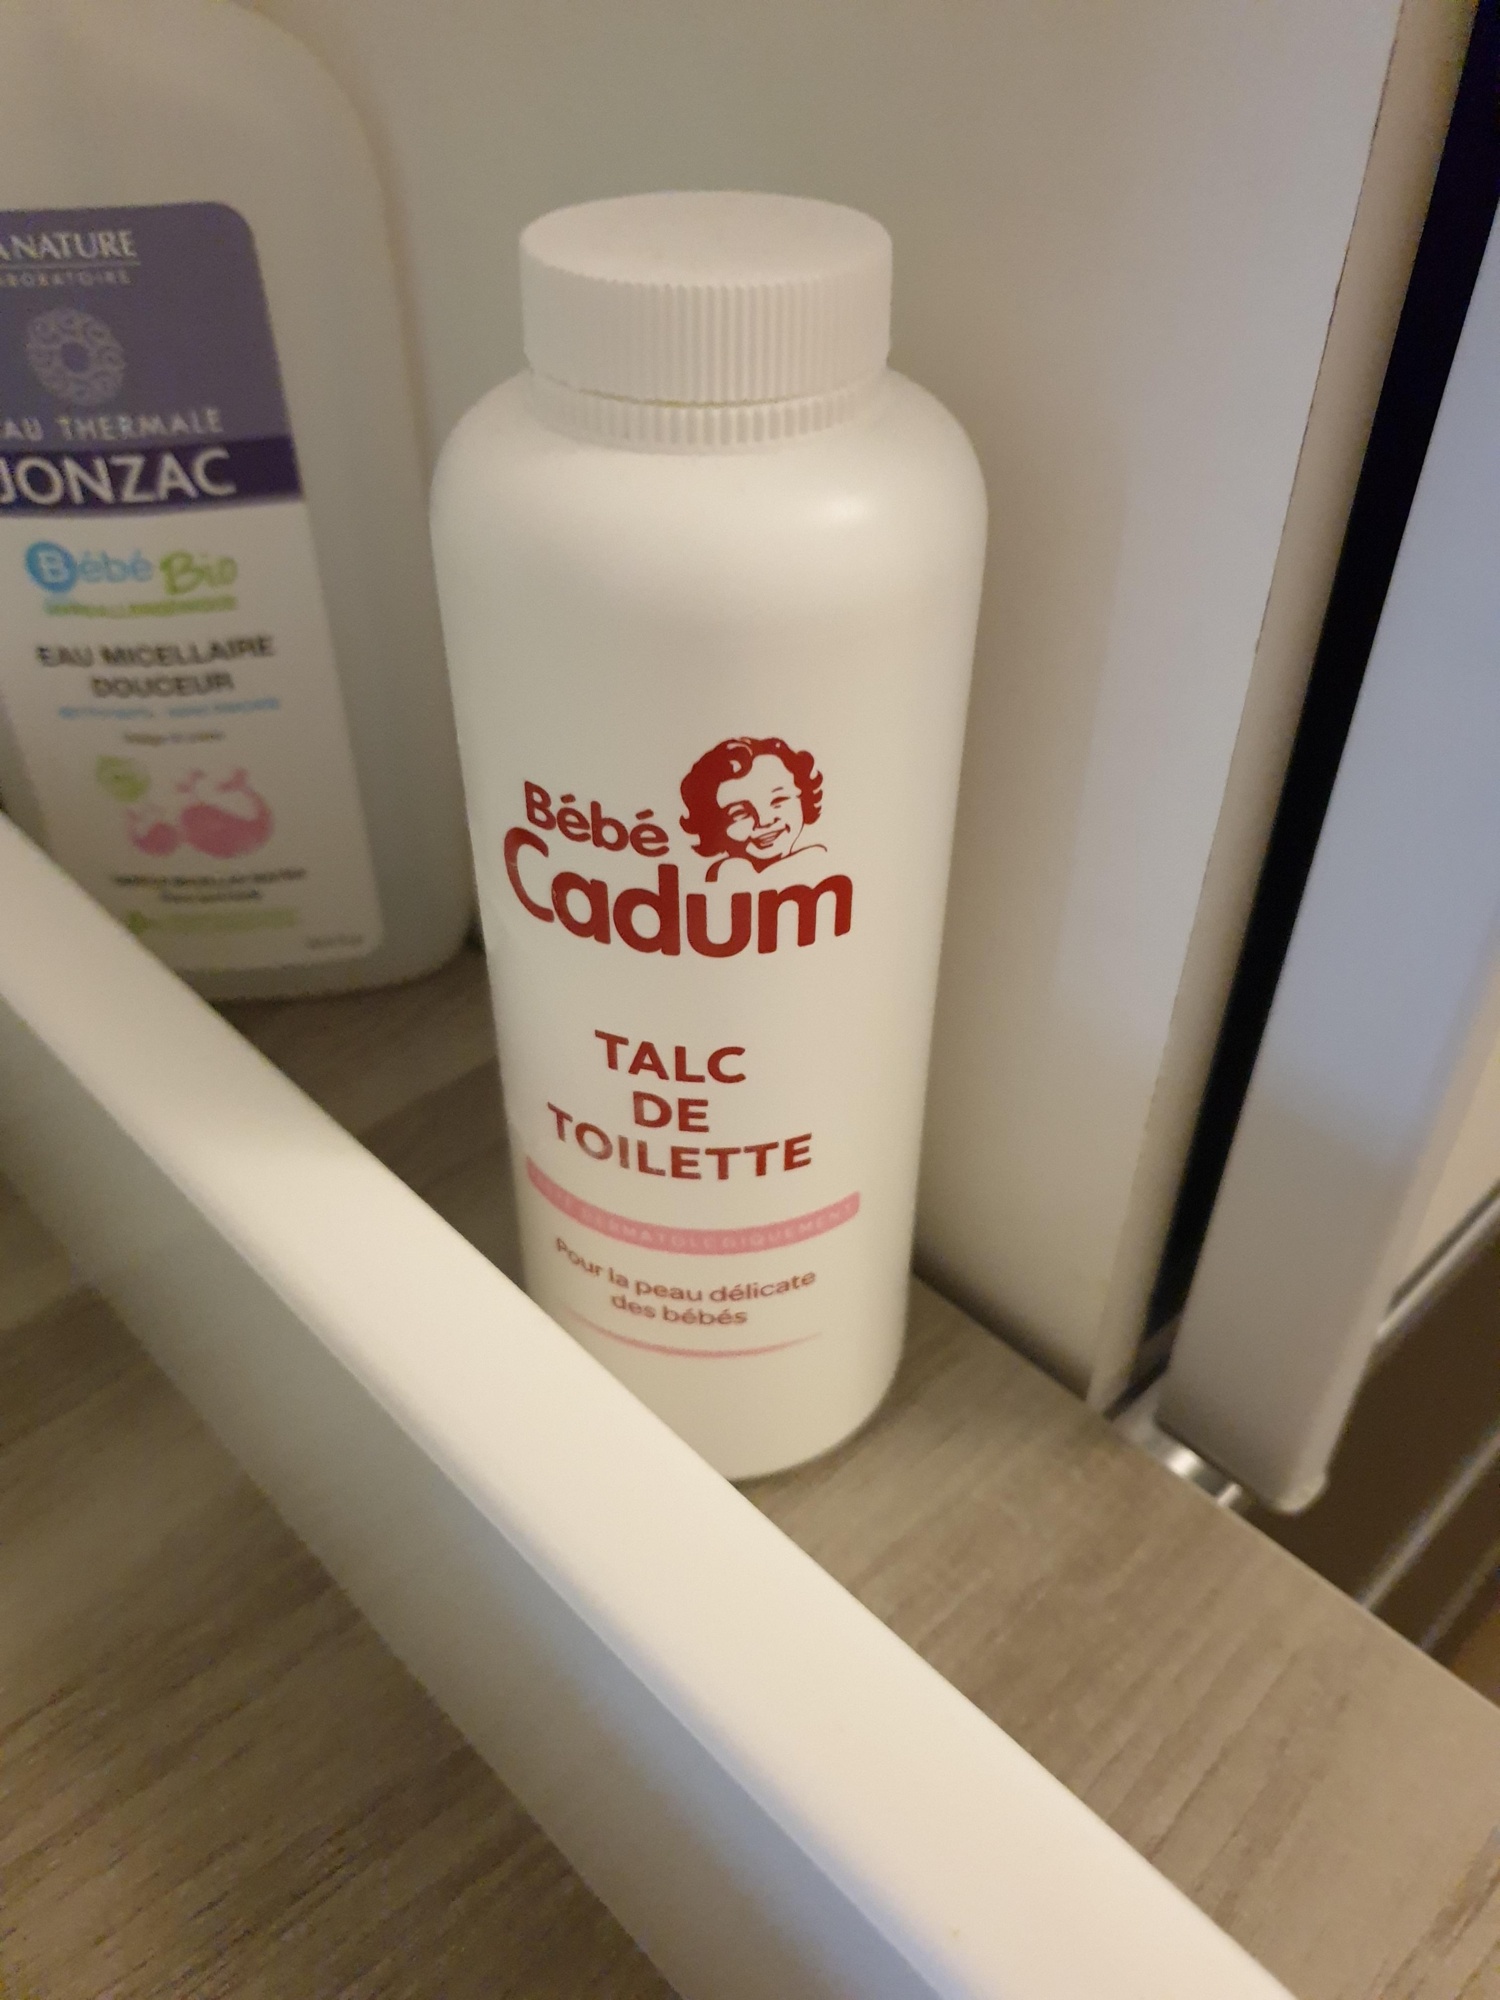 NATURE
EAU THERMALE
JONZAC
Bébé Bio
EAU MICELLAIRE
DOUCEUR
Bébé
Cadum
TALC
DE
TOILETTE
DERMATOLOGIQUEMENT
Pour la peau délicate
des bébés